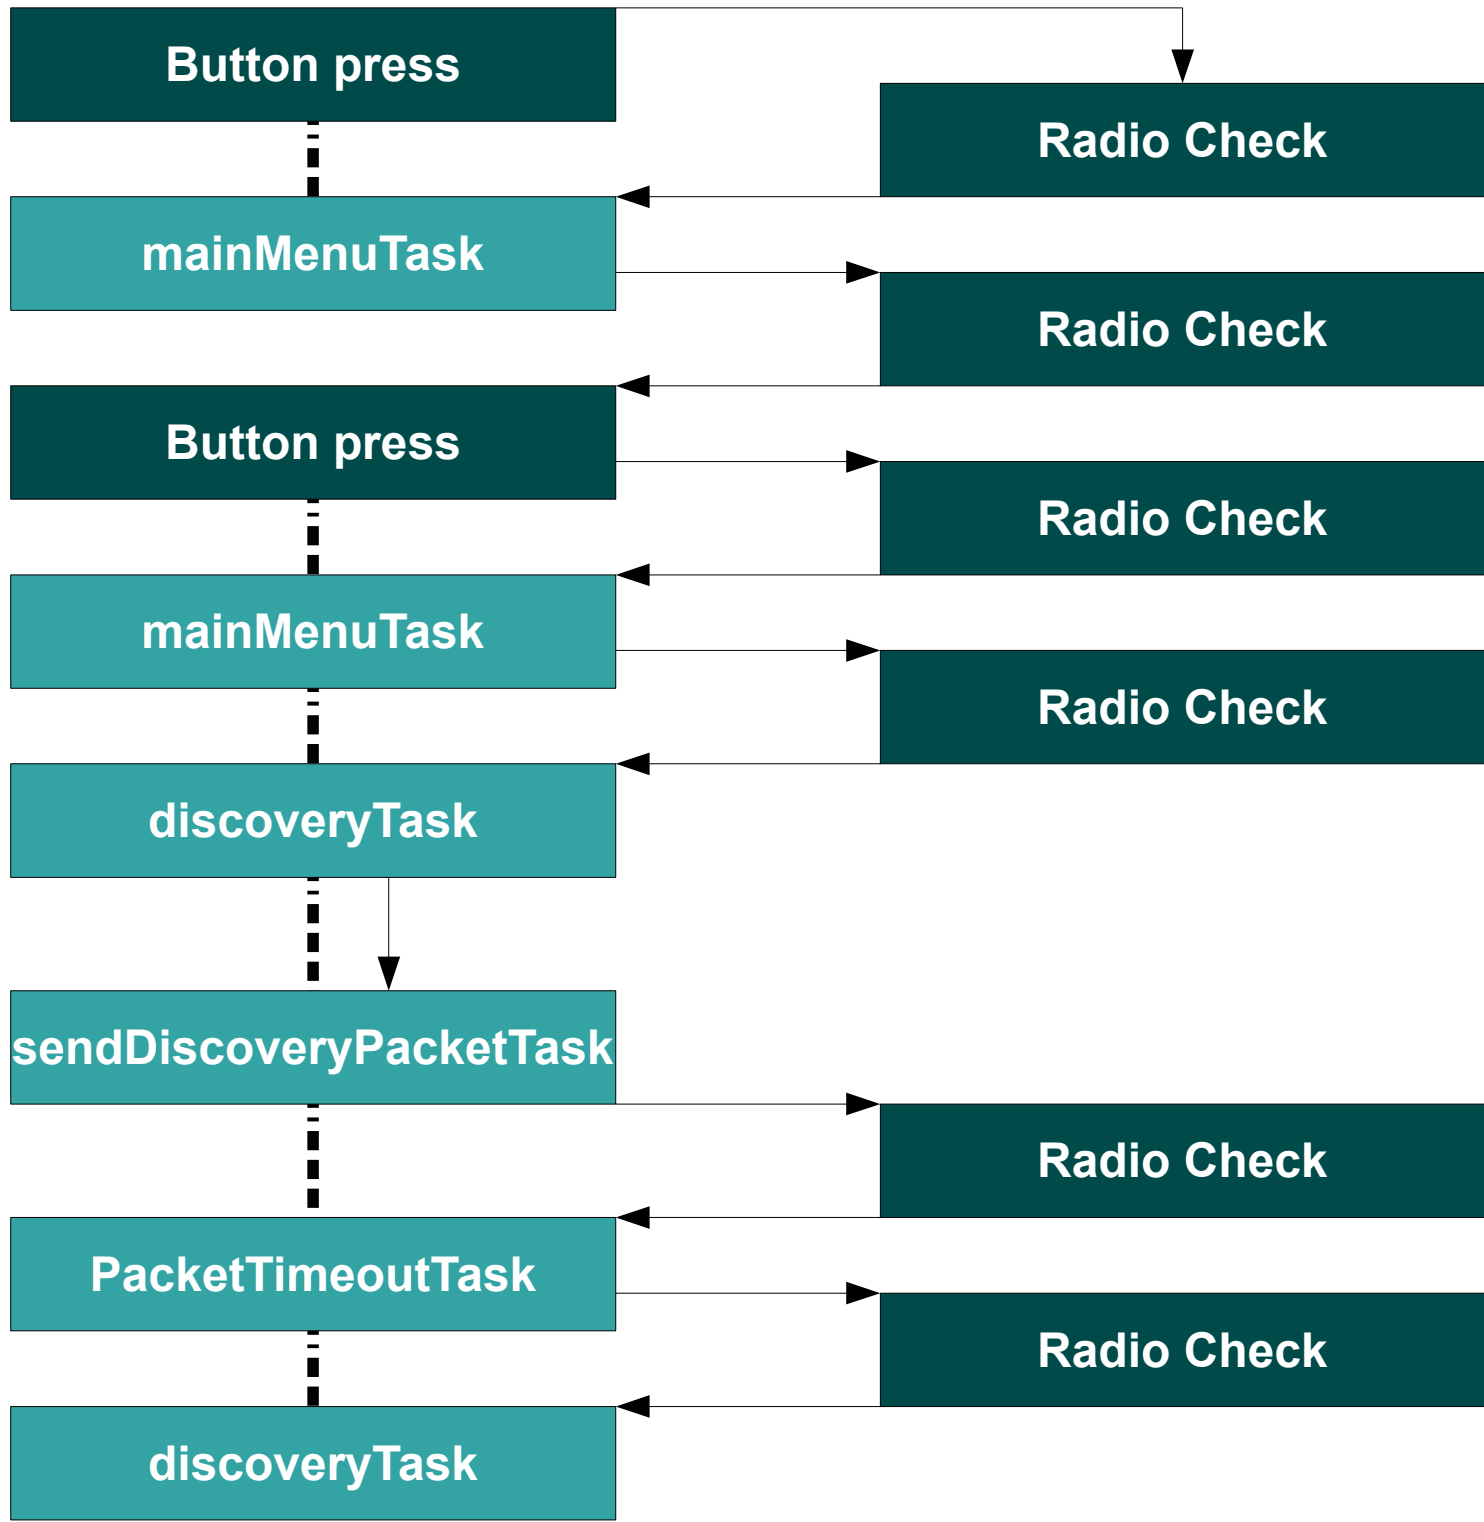 Button press
Radio Check
mainMenuTask
Radio Check
Button press
Radio Check
mainMenuTask
Radio Check
discoveryTask
sendDiscoveryPacketTask
Radio Check
PacketTimeoutTask
Radio Check
discoveryTask